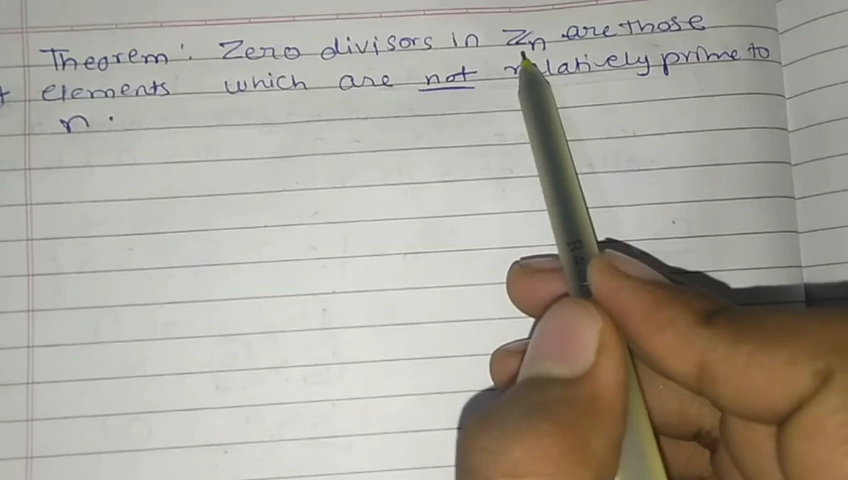 Theorem: Zero divisors in Zn are those
elements which are not relatively prime to
n.